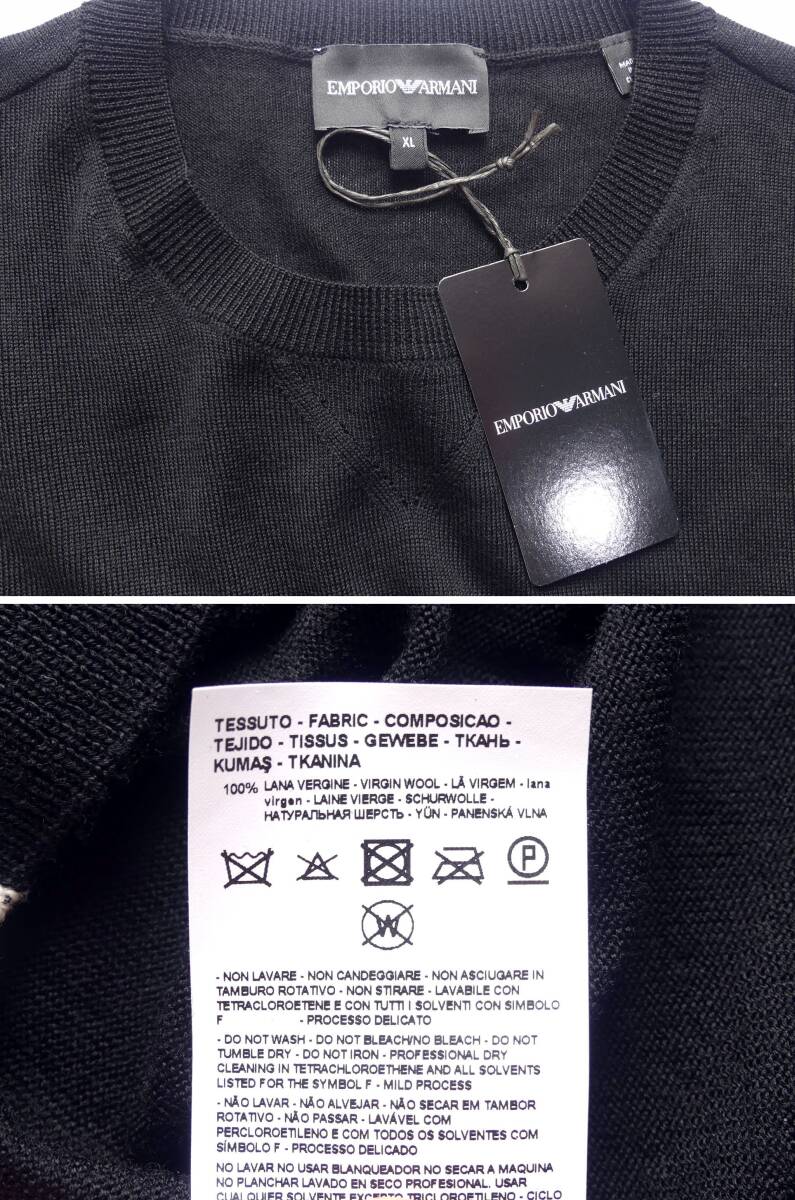 EMPORIO ARMANI
XL
EMPORIO ARMANI
TESSUTO - FABRIC - COMPOSICAO -
TEJIDO - TISSUS - GEWEBE - ТКАНЬ -
KUMAŞ - TKANINA
100% LANA VERGINE - VIRGIN WOOL - LÃ VIRGEM - lana
virgen - LAINE VIERGE - SCHURWOLLE -
НАТУРАЛЬНАЯ ШЕРСТЬ - YÜN - PANENSKÁ VLNA
P
W
- NON LAVARE - NON CANDEGGIARE - NON ASCIUGARE IN
TAMBURO ROTATIVO - NON STIRARE - LAVABILE CON
TETRACLOROETENE E CON TUTTI I SOLVENTI CON SIMBOLO
F - PROCESSO DELICATO
- DO NOT WASH - DO NOT BLEACH/NO BLEACH - DO NOT
TUMBLE DRY - DO NOT IRON - PROFESSIONAL DRY
CLEANING IN TETRACHLOROETHENE AND ALL SOLVENTS
LISTED FOR THE SYMBOL F - MILD PROCESS
- NÃO LAVAR - NÃO ALVEJAR - NÃO SECAR EM TAMBOR
ROTATIVO - NÃO PASSAR - LAVÁVEL COM
PERCLOROETILENO E COM TODOS OS SOLVENTES COM
SÍMBOLO F - PROCESSO DELICADO
NO LAVAR NO USAR BLANQUEADOR NO SECAR A MAQUINA
NO PLANCHAR LAVADO EN SECO PROFESIONAL. USAR
CUALQUIER SOLVENTE EXCEPTO TRICLOROETILENO - CICLO